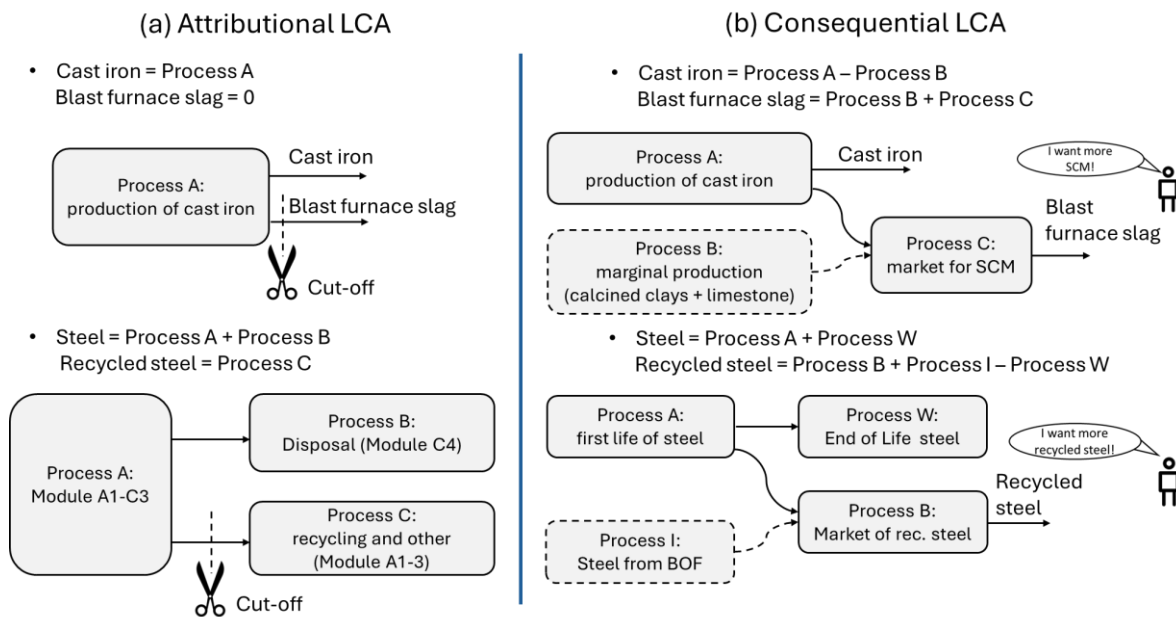 (a) Attributional LCA
• Cast iron = Process A
Blast furnace slag = 0
Process A:
production of cast iron
Cast iron
Blast furnace slag
Cut-off
• Steel = Process A + Process B
Recycled steel = Process C
Process A:
Module A1-C3
Process B:
Disposal (Module C4)
Process C:
recycling and other
(Module A1-3)
Cut-off
(b) Consequential LCA
• Cast iron = Process A – Process B
Blast furnace slag = Process B + Process C
Process A:
production of cast iron
Cast iron
I want more
SCM!
Process B:
marginal production
(calcined clays + limestone)
Process C:
market for SCM
Blast
furnace slag
• Steel = Process A + Process W
Recycled steel = Process B + Process I – Process W
Process A:
first life of steel
Process W:
End of Life steel
I want more
recycled steel!
Process I:
Steel from BOF
Process B:
Market of rec. steel
Recycled
steel